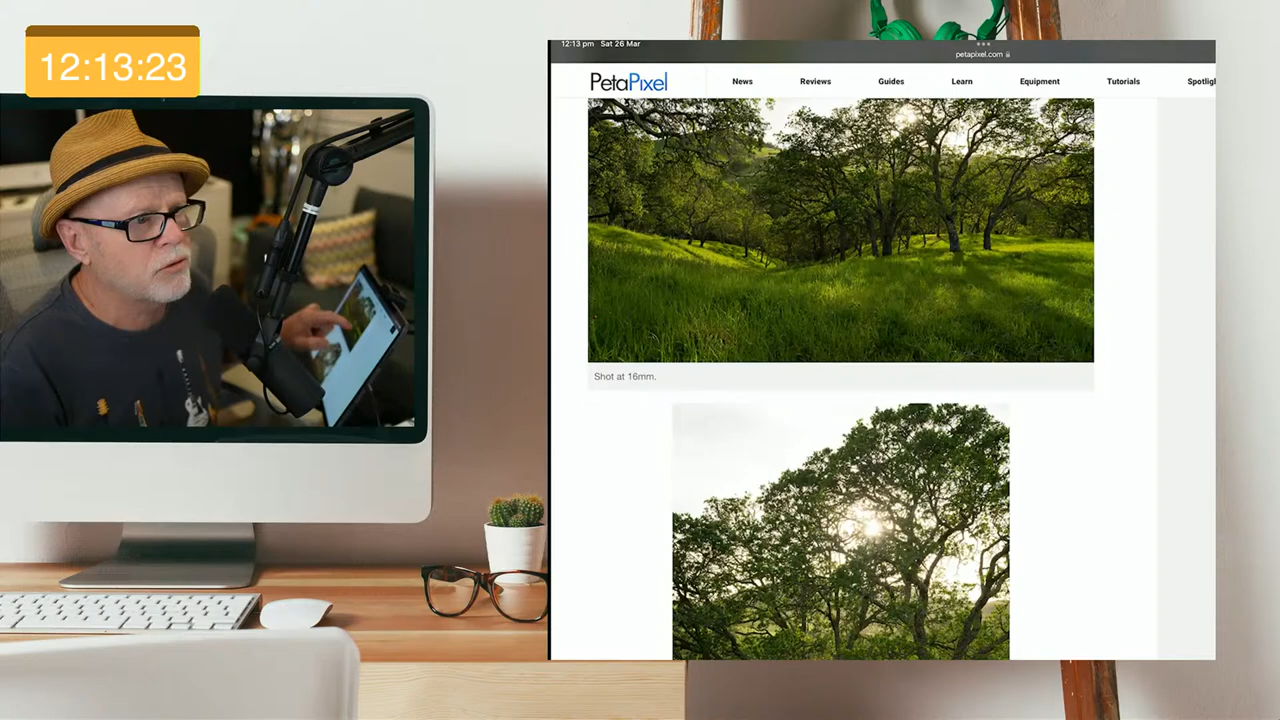 12:13:23
12:13 pm Sat 26 Mar
petapixel.com
PetaPixel
News Reviews Guides Learn Equipment Tutorials Spotligh
Shot at 16mm.